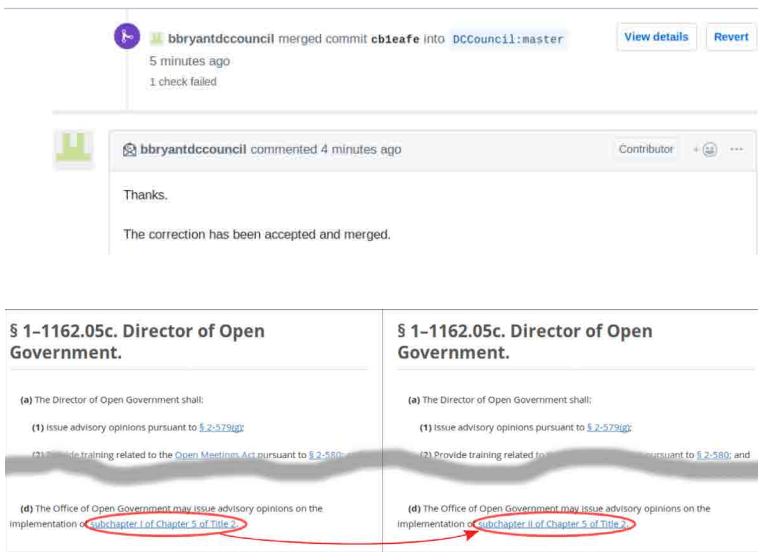 bbryantdccouncil merged commit cb1eafe into DCCouncil:master
View details
Revert
5 minutes ago
1 check failed
bbryantdccouncil commented 4 minutes ago
Contributor
+
...
Thanks.
The correction has been accepted and merged.
§ 1–1162.05c. Director of Open
Government.
(a) The Director of Open Government shall:
(1) Issue advisory opinions pursuant to § 2-579(g);
training related to the Open Meetings Act pursuant to § 2-580;
(d) The Office of Open Government may issue advisory opinions on the
implementation of subchapter I of Chapter 5 of Title 2.
§ 1–1162.05c. Director of Open
Government.
(a) The Director of Open Government shall:
(1) Issue advisory opinions pursuant to § 2-579(g);
(2) Provide training related pursuant to § 2-580; and
(d) The Office of Open Government may issue advisory opinions on the
implementation of subchapter II of Chapter 5 of Title 2.